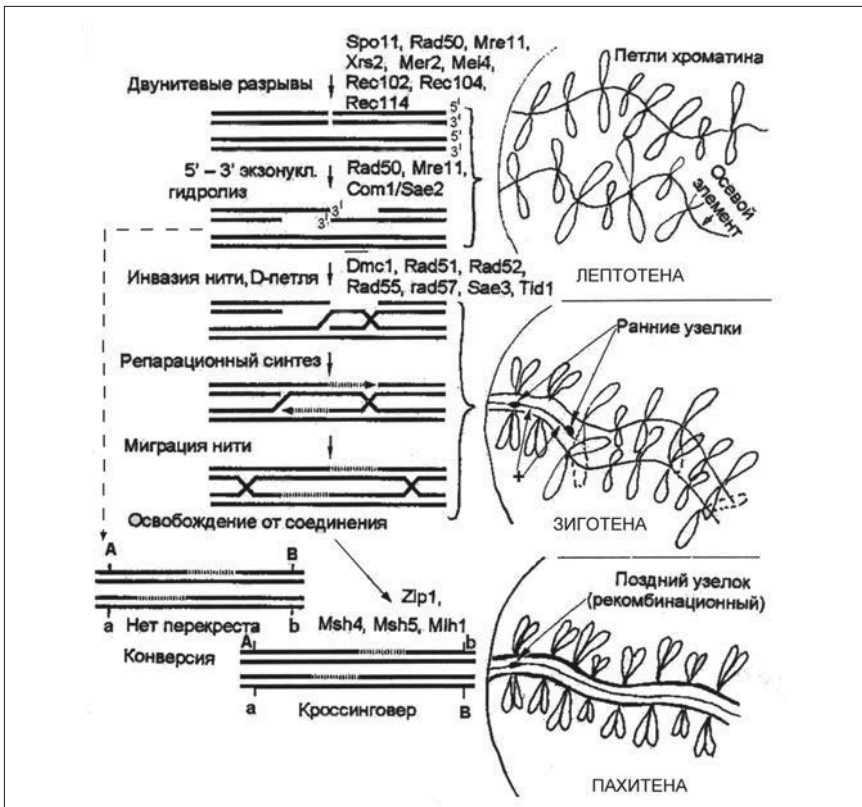 Spo11, Rad50, Mre11,
Xrs2, Mer2, Mei4,
Rec102, Rec104,
Rec114
Двунитевые разрывы
5'
3'
5'
3'
5' – 3' экзонукл.
гидролиз
Rad50, Mre11,
Com1/Sae2
3'
3'
Инвазия нити, D-петля
Dmc1, Rad51, Rad52,
Rad55, rad57, Sae3, Tid1
Репарационный синтез
Миграция нити
Освобождение от соединения
A B
a Нет перекреста b
Конверсия
Zip1,
Msh4, Msh5, Mlh1
A b
a Кроссинговер B
Петли хроматина
Осевой
элемент
ЛЕПТОТЕНА
Ранние узелки
+
ЗИГОТЕНА
Поздний узелок
(рекомбинационный)
ПАХИТЕНА